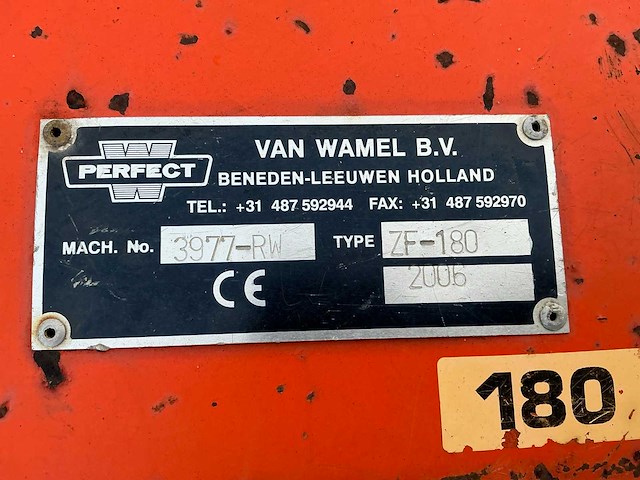 PERFECT
VAN WAMEL B.V.
BENEDEN-LEEUWEN HOLLAND
TEL.: +31 487 592944 FAX: +31 487 592970
MACH. No. 3977-RW TYPE ZF-180
CE 2006
180